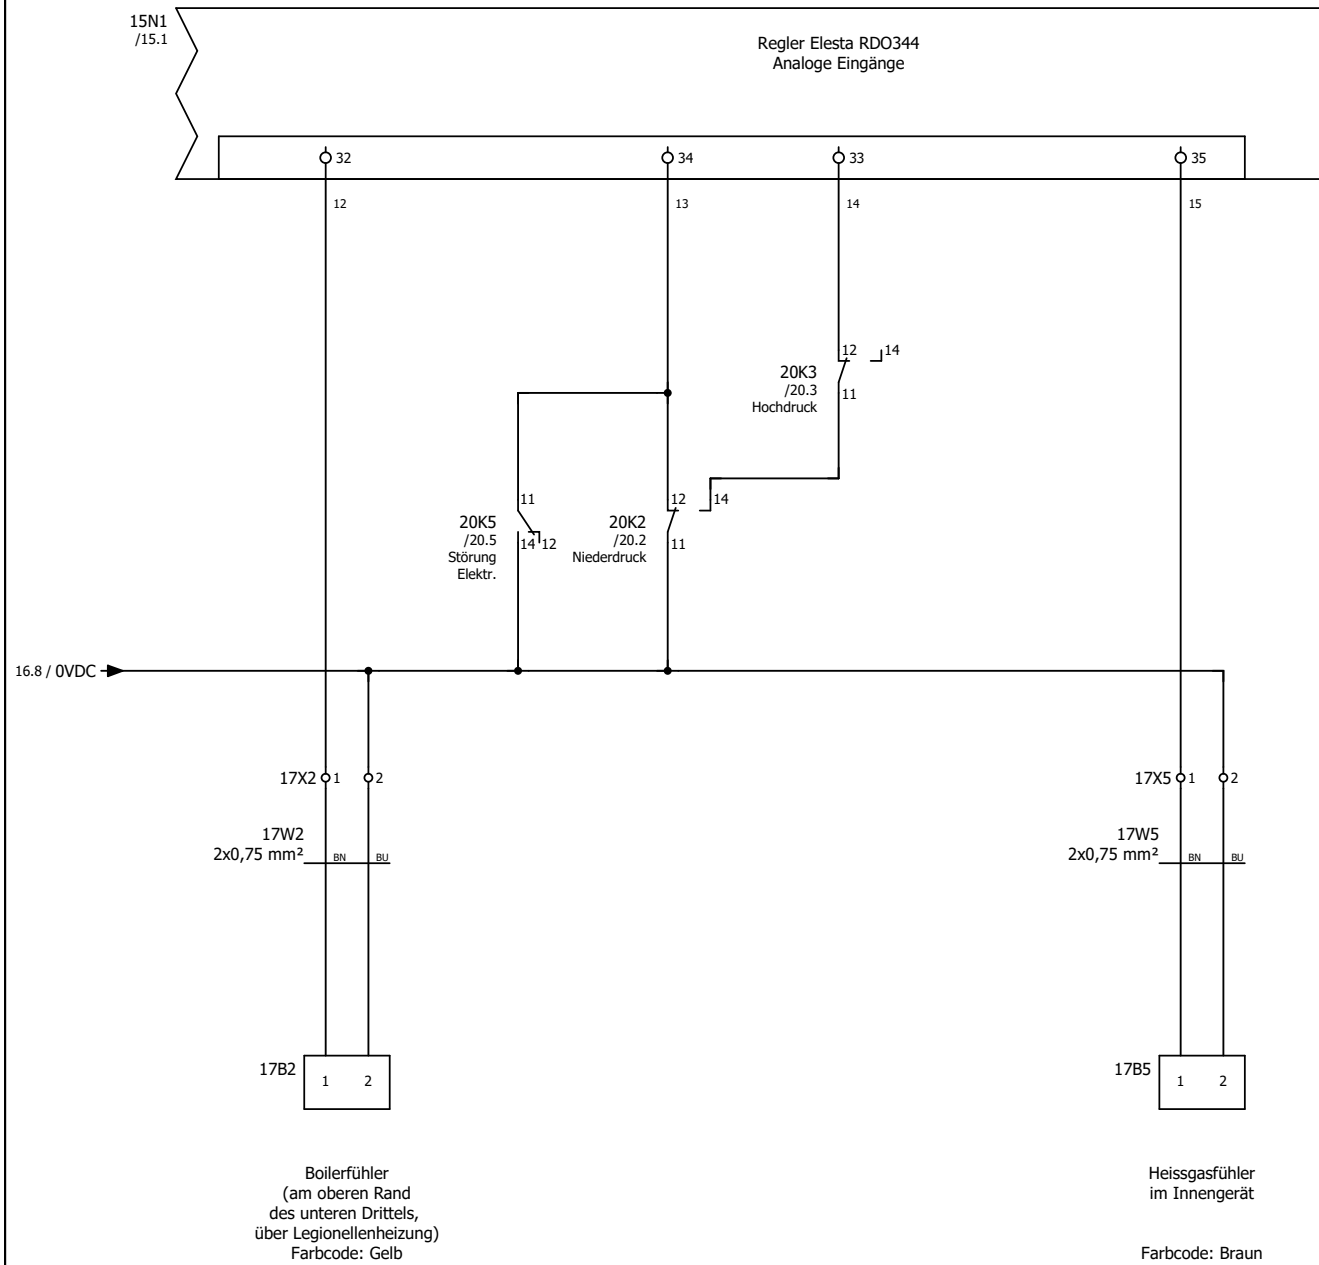 15N1
/15.1
Regler Elesta RDO344
Analoge Eingänge
32
34
33
35
12
13
14
15
12
14
20K3
/20.3
Hochdruck
11
11
20K5
/20.5
Störung
Elektr.
14
12
12
14
20K2
/20.2
Niederdruck
11
16.8 / 0VDC
17X2
1
2
17X5
1
2
17W2
2x0,75 mm²
BN
BU
17W5
2x0,75 mm²
BN
BU
17B2
1
2
17B5
1
2
Boilerfühler
(am oberen Rand
des unteren Drittels,
über Legionellenheizung)
Farbcode: Gelb
Heissgasfühler
im Innengerät
Farbcode: Braun